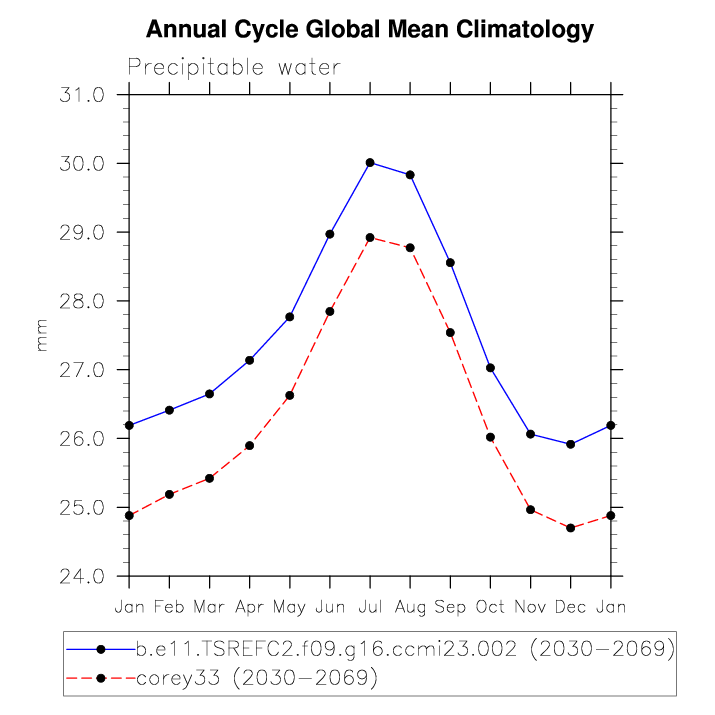 Annual Cycle Global Mean Climatology
Precipitable water
31.0
30.0
29.0
28.0
27.0
26.0
25.0
24.0
mm
Jan Feb Mar Apr May Jun Jul Aug Sep Oct Nov Dec Jan
b.e11.TSREFC2.f09.g16.ccmi23.002 (2030-2069)
corey33 (2030-2069)